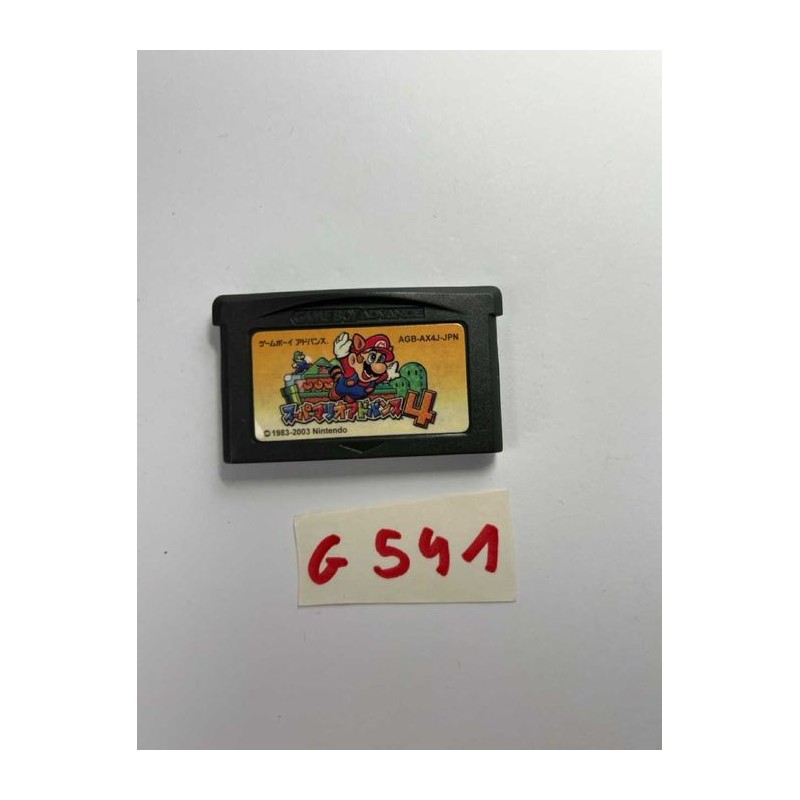 GAME BOY ADVANCE
ゲームボーイ アドバンス
AGB-AX4J-JPN
スーパーマリオアドバンス4
© 1983-2003 Nintendo
G 541